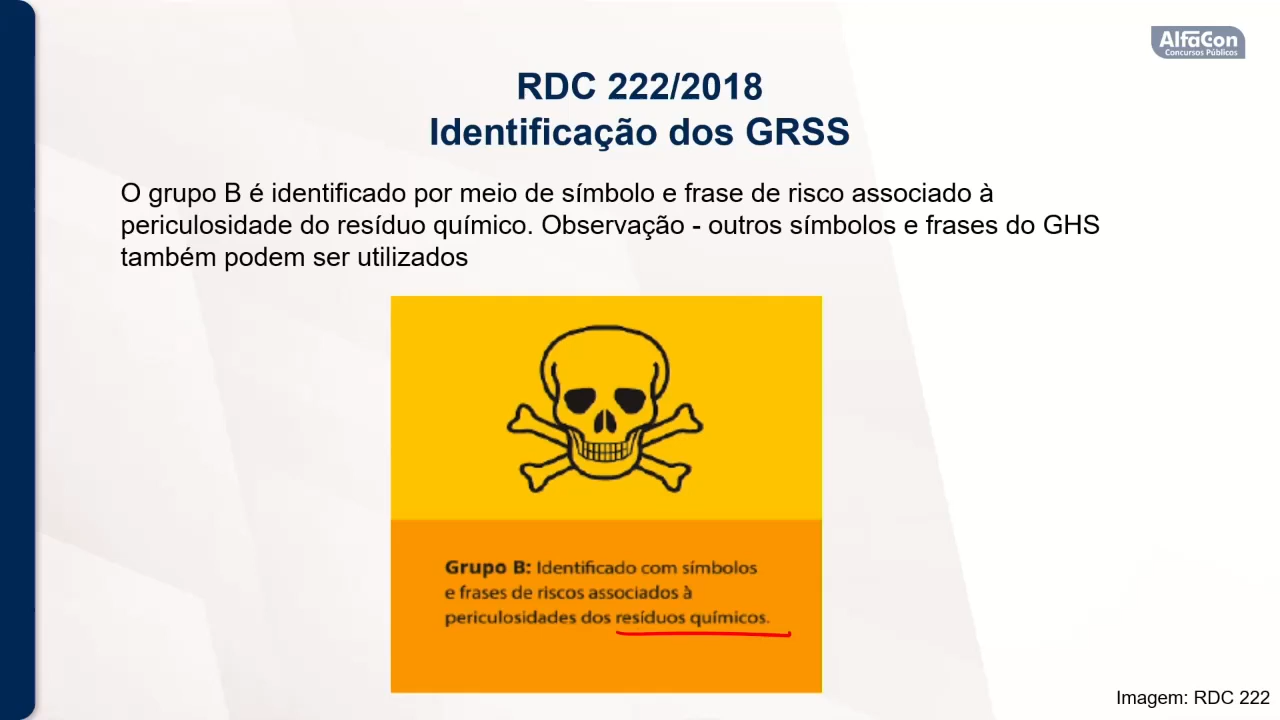 AlfaCon
Concursos Públicos
RDC 222/2018
Identificação dos GRSS
O grupo B é identificado por meio de símbolo e frase de risco associado à
periculosidade do resíduo químico. Observação - outros símbolos e frases do GHS
também podem ser utilizados
Grupo B: Identificado com símbolos
e frases de riscos associados à
periculosidades dos resíduos químicos.
Imagem: RDC 222